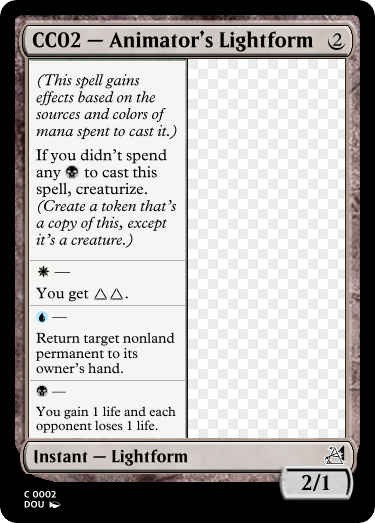 CC02 — Animator's Lightform 2
(This spell gains
effects based on the
sources and colors of
mana spent to cast it.)
If you didn't spend
any to cast this
spell, creaturize.
(Create a token that's
a copy of this, except
it's a creature.)
—
You get △△.
—
Return target nonland
permanent to its
owner's hand.
—
You gain 1 life and each
opponent loses 1 life.
Instant — Lightform
2/1
C 0002
DOU